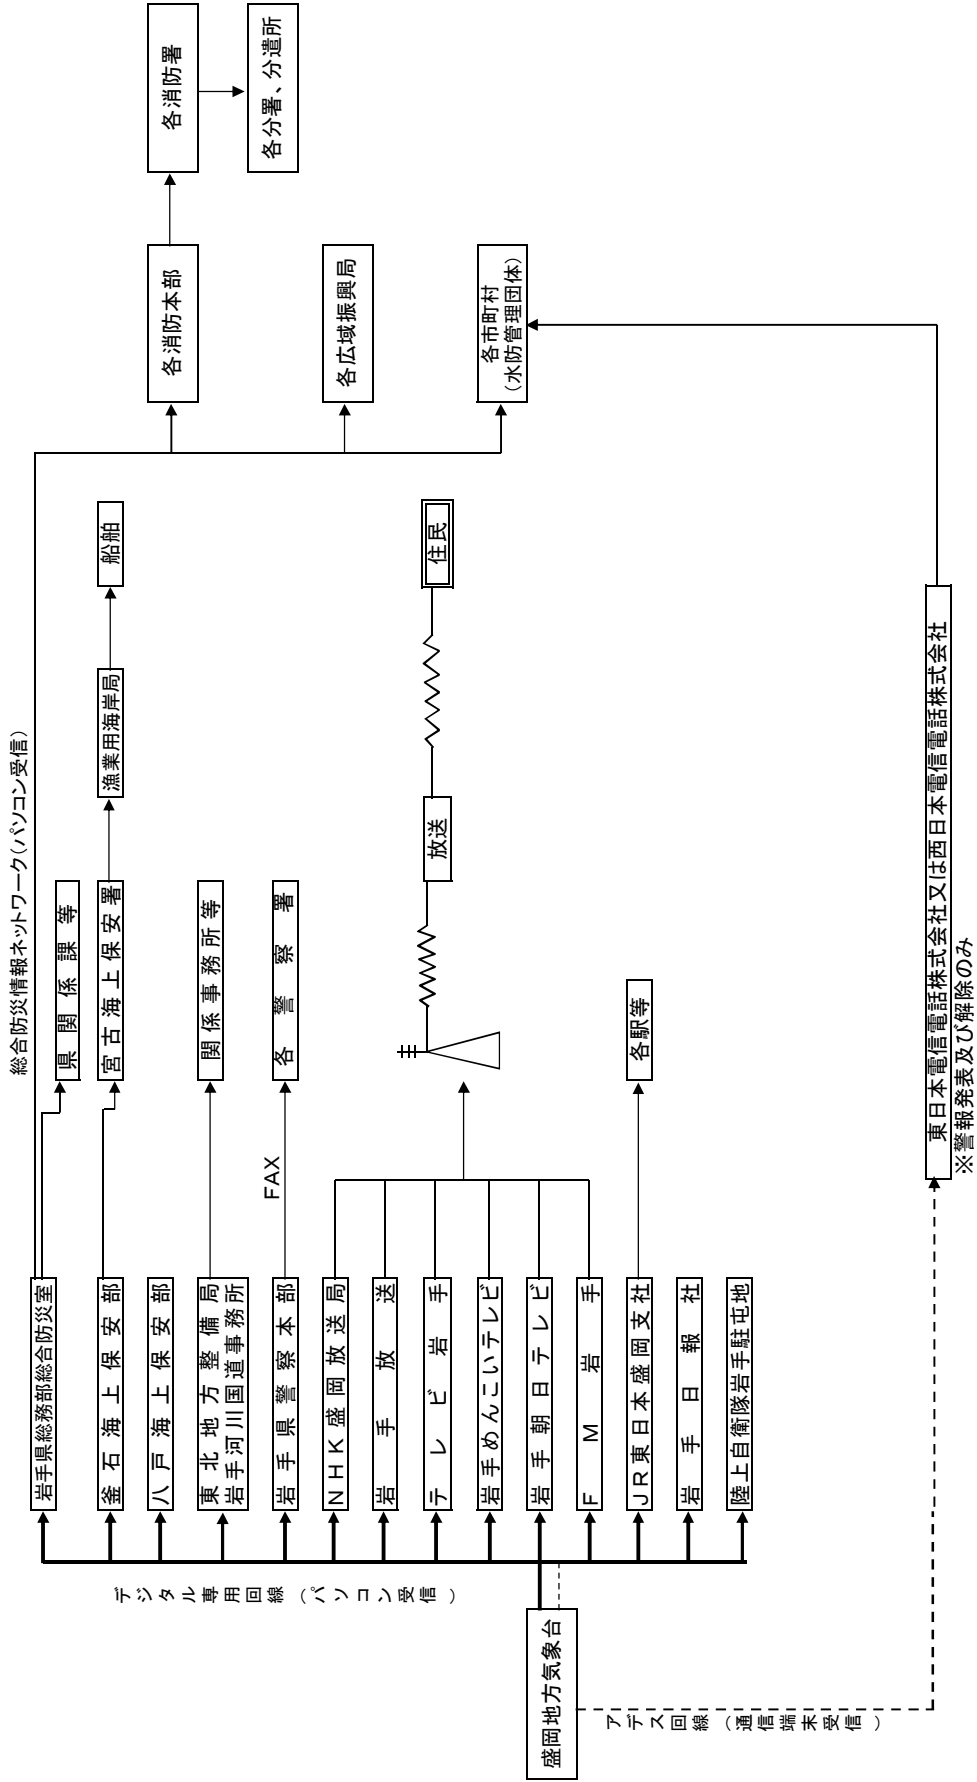 盛岡地方気象台
デジタル専用回線（パソコン受信）
アデス回線（通信端末受信）
岩手県総務部総合防災室
釜石海上保安部
八戸海上保安部
東北地方整備局
岩手河川国道事務所
岩手県警察本部
NHK盛岡放送局
岩手放送
テレビ岩手
岩手めんこいテレビ
岩手朝日テレビ
FM岩手
JR東日本盛岡支社
岩手日報社
陸上自衛隊岩手駐屯地
総合防災情報ネットワーク（パソコン受信）
県関係課等
宮古海上保安署
漁業用海岸局
船舶
関係事務所等
FAX
各警察署
放送
住民
各駅等
東日本電信電話株式会社又は西日本電信電話株式会社
※警報発表及び解除のみ
各消防本部
各消防署
各分署、分遣所
各広域振興局
各市町村
（水防管理団体）